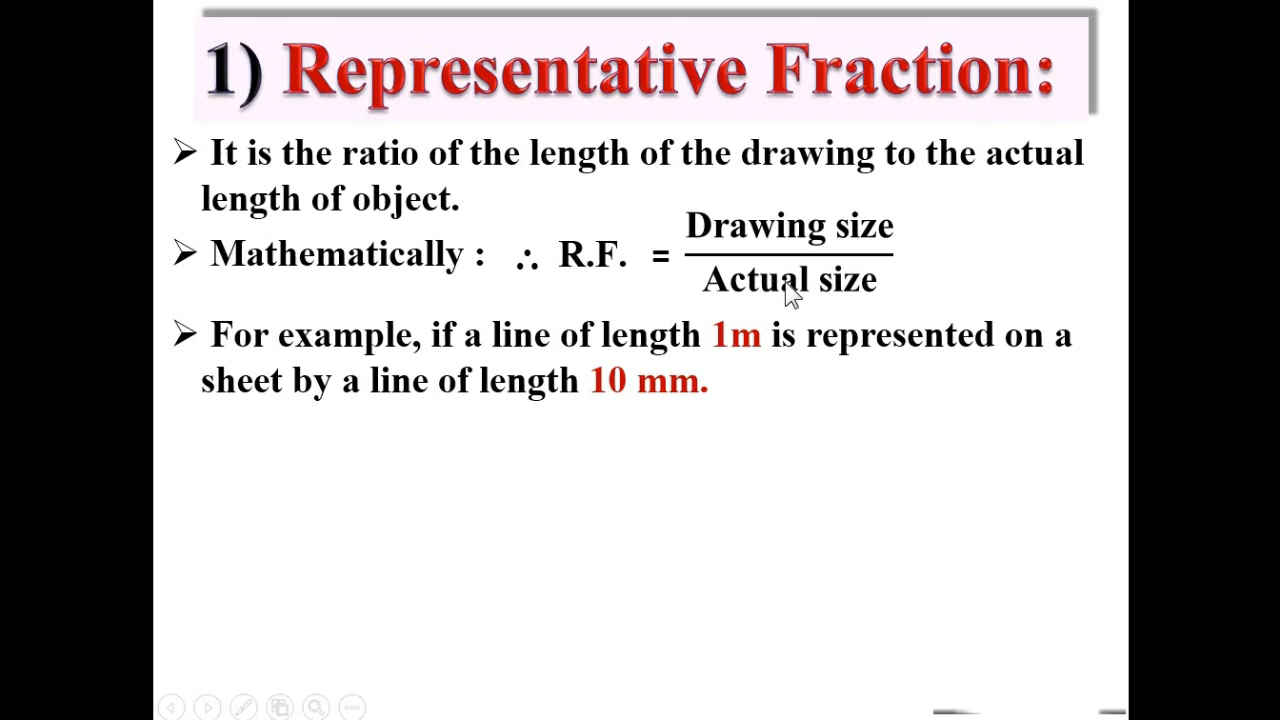 1) Representative Fraction:
➢ It is the ratio of the length of the drawing to the actual
length of object.
➢ Mathematically : ∴ R.F. = Drawing size
Actual size
➢ For example, if a line of length 1m is represented on a
sheet by a line of length 10 mm.